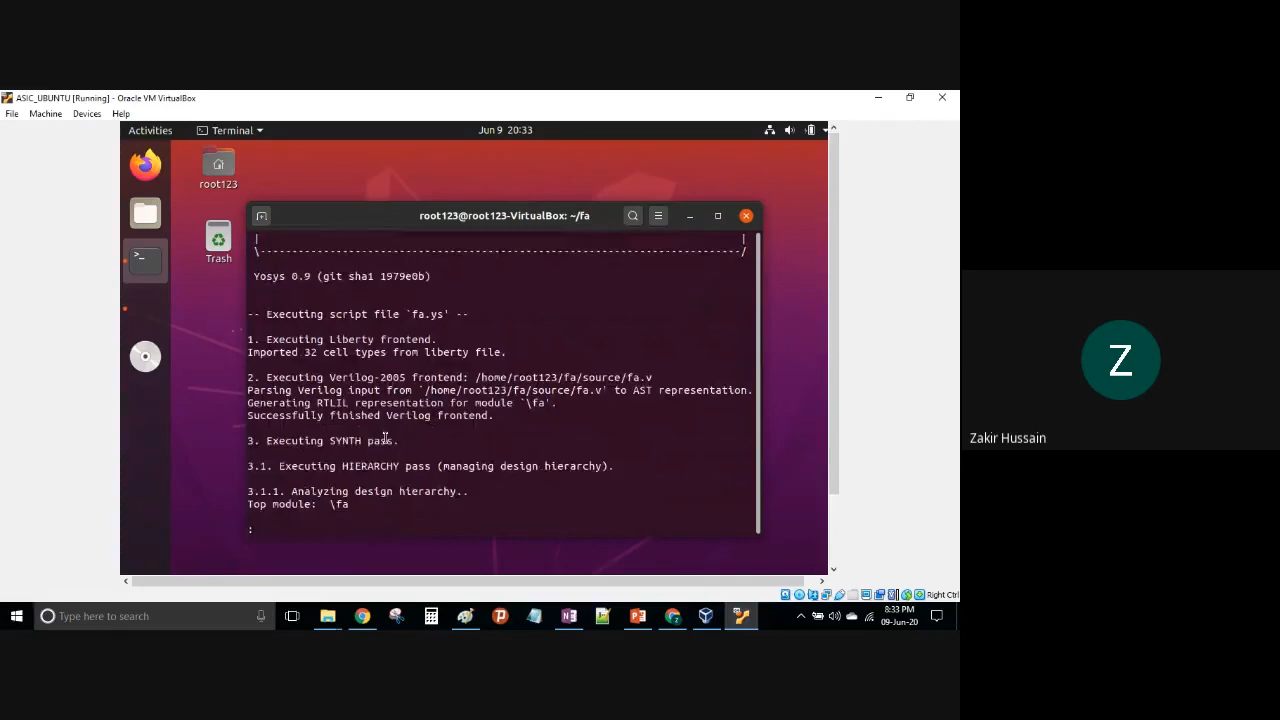 ASIC_UBUNTU [Running] - Oracle VM VirtualBox
File Machine Devices Help
Activities Terminal Jun 9 20:33
root123
root123@root123-VirtualBox: ~/fa
Trash
|                                                                            |
\----------------------------------------------------------------------------/
Yosys 0.9 (git sha1 1979e0b)
-- Executing script file `fa.ys' --
1. Executing Liberty frontend.
Imported 32 cell types from liberty file.
2. Executing Verilog-2005 frontend: /home/root123/fa/source/fa.v
Parsing Verilog input from `/home/root123/fa/source/fa.v' to AST representation.
Generating RTLIL representation for module `\fa'.
Successfully finished Verilog frontend.
3. Executing SYNTH pass.
3.1. Executing HIERARCHY pass (managing design hierarchy).
3.1.1. Analyzing design hierarchy..
Top module:  \fa
:
Right Ctrl
Type here to search
8:33 PM
09-Jun-20
Z
Zakir Hussain